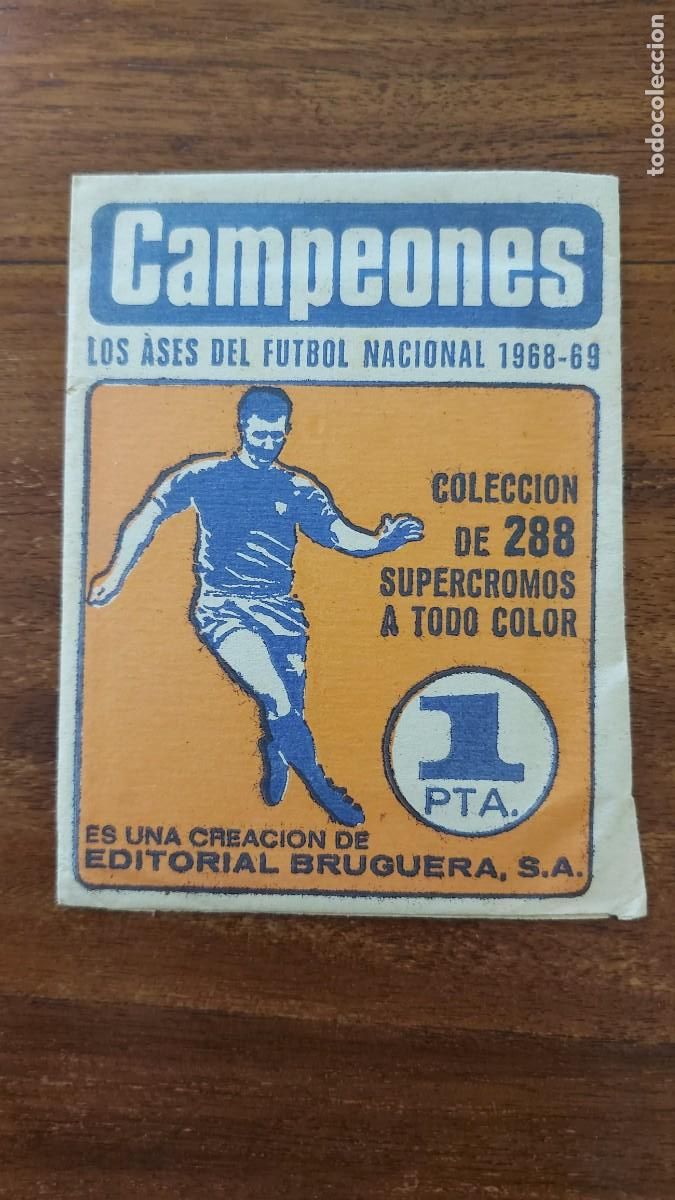 todocoleccion
Campeones
LOS ÀSES DEL FUTBOL NACIONAL 1968-69
COLECCION
DE 288
SUPERCROMOS
A TODO COLOR
1
PTA.
ES UNA CREACION DE
EDITORIAL BRUGUERA, S.A.